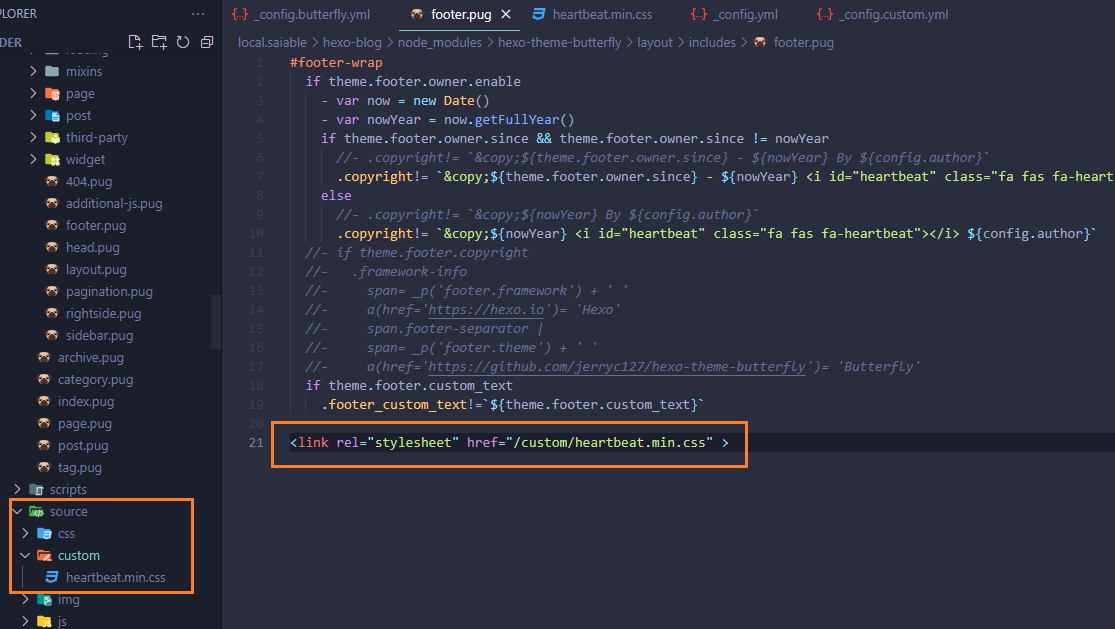 PLORER
···
DER
mixins
page
post
third-party
widget
404.pug
additional-js.pug
footer.pug
head.pug
layout.pug
pagination.pug
rightside.pug
sidebar.pug
archive.pug
category.pug
index.pug
page.pug
post.pug
tag.pug
scripts
source
css
custom
heartbeat.min.css
img
js
_config.butterfly.yml
footer.pug
heartbeat.min.css
_config.yml
_config.custom.yml
local.saiable > hexo-blog > node_modules > hexo-theme-butterfly > layout > includes > footer.pug
1 #footer-wrap
2 if theme.footer.owner.enable
3 - var now = new Date()
4 - var nowYear = now.getFullYear()
5 if theme.footer.owner.since && theme.footer.owner.since != nowYear
6 //- .copyright!= `&copy;${theme.footer.owner.since} - ${nowYear} By ${config.author}`
7 .copyright!= `&copy;${theme.footer.owner.since} - ${nowYear} <i id="heartbeat" class="fa fas fa-heart
8 else
9 //- .copyright!= `&copy;${nowYear} By ${config.author}`
10 .copyright!= `&copy;${nowYear} <i id="heartbeat" class="fa fas fa-heartbeat"></i> ${config.author}`
11 //- if theme.footer.copyright
12 //- .framework-info
13 //- span= _p('footer.framework') + ' '
14 //- a(href='https://hexo.io')= 'Hexo'
15 //- span.footer-separator |
16 //- span= _p('footer.theme') + ' '
17 //- a(href='https://github.com/jerryc127/hexo-theme-butterfly')= 'Butterfly'
18 if theme.footer.custom_text
19 .footer_custom_text!=`${theme.footer.custom_text}`
20
21 <link rel="stylesheet" href="/custom/heartbeat.min.css" >